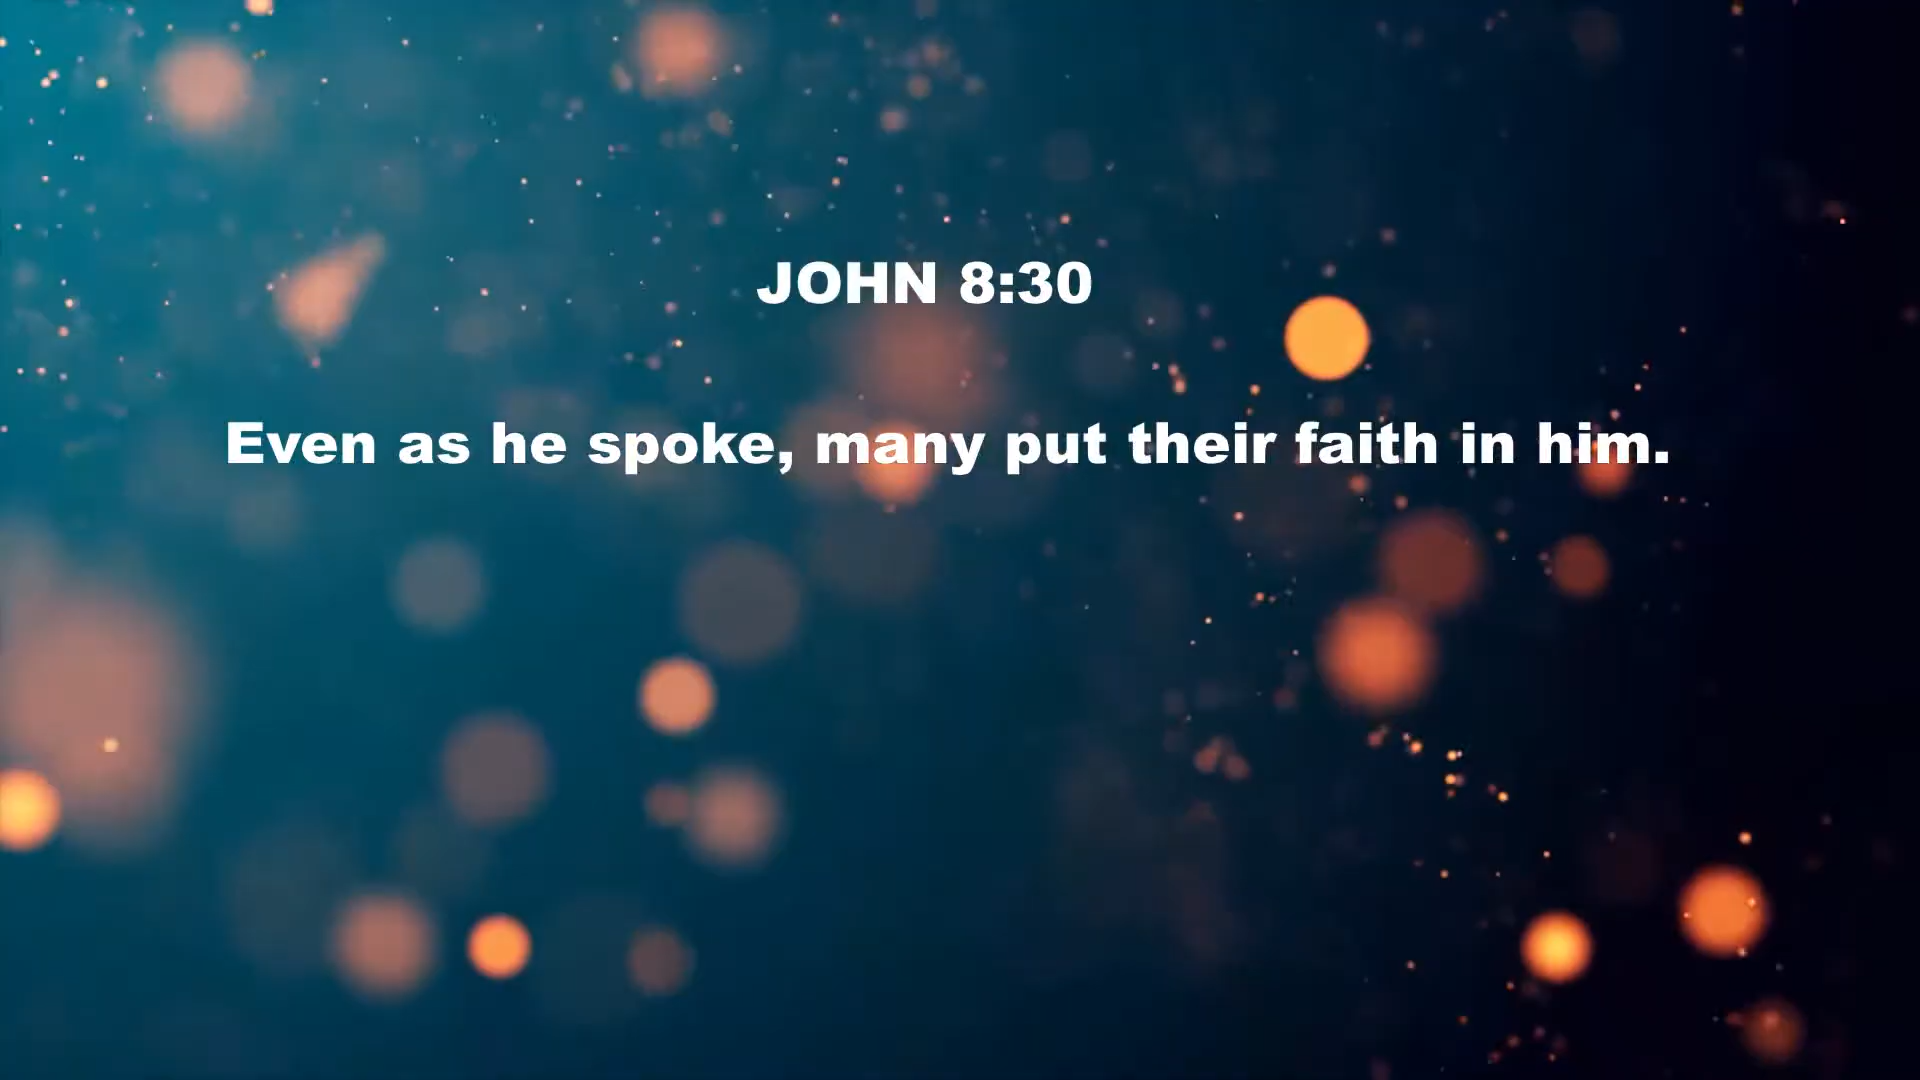 JOHN 8:30
Even as he spoke, many put their faith in him.